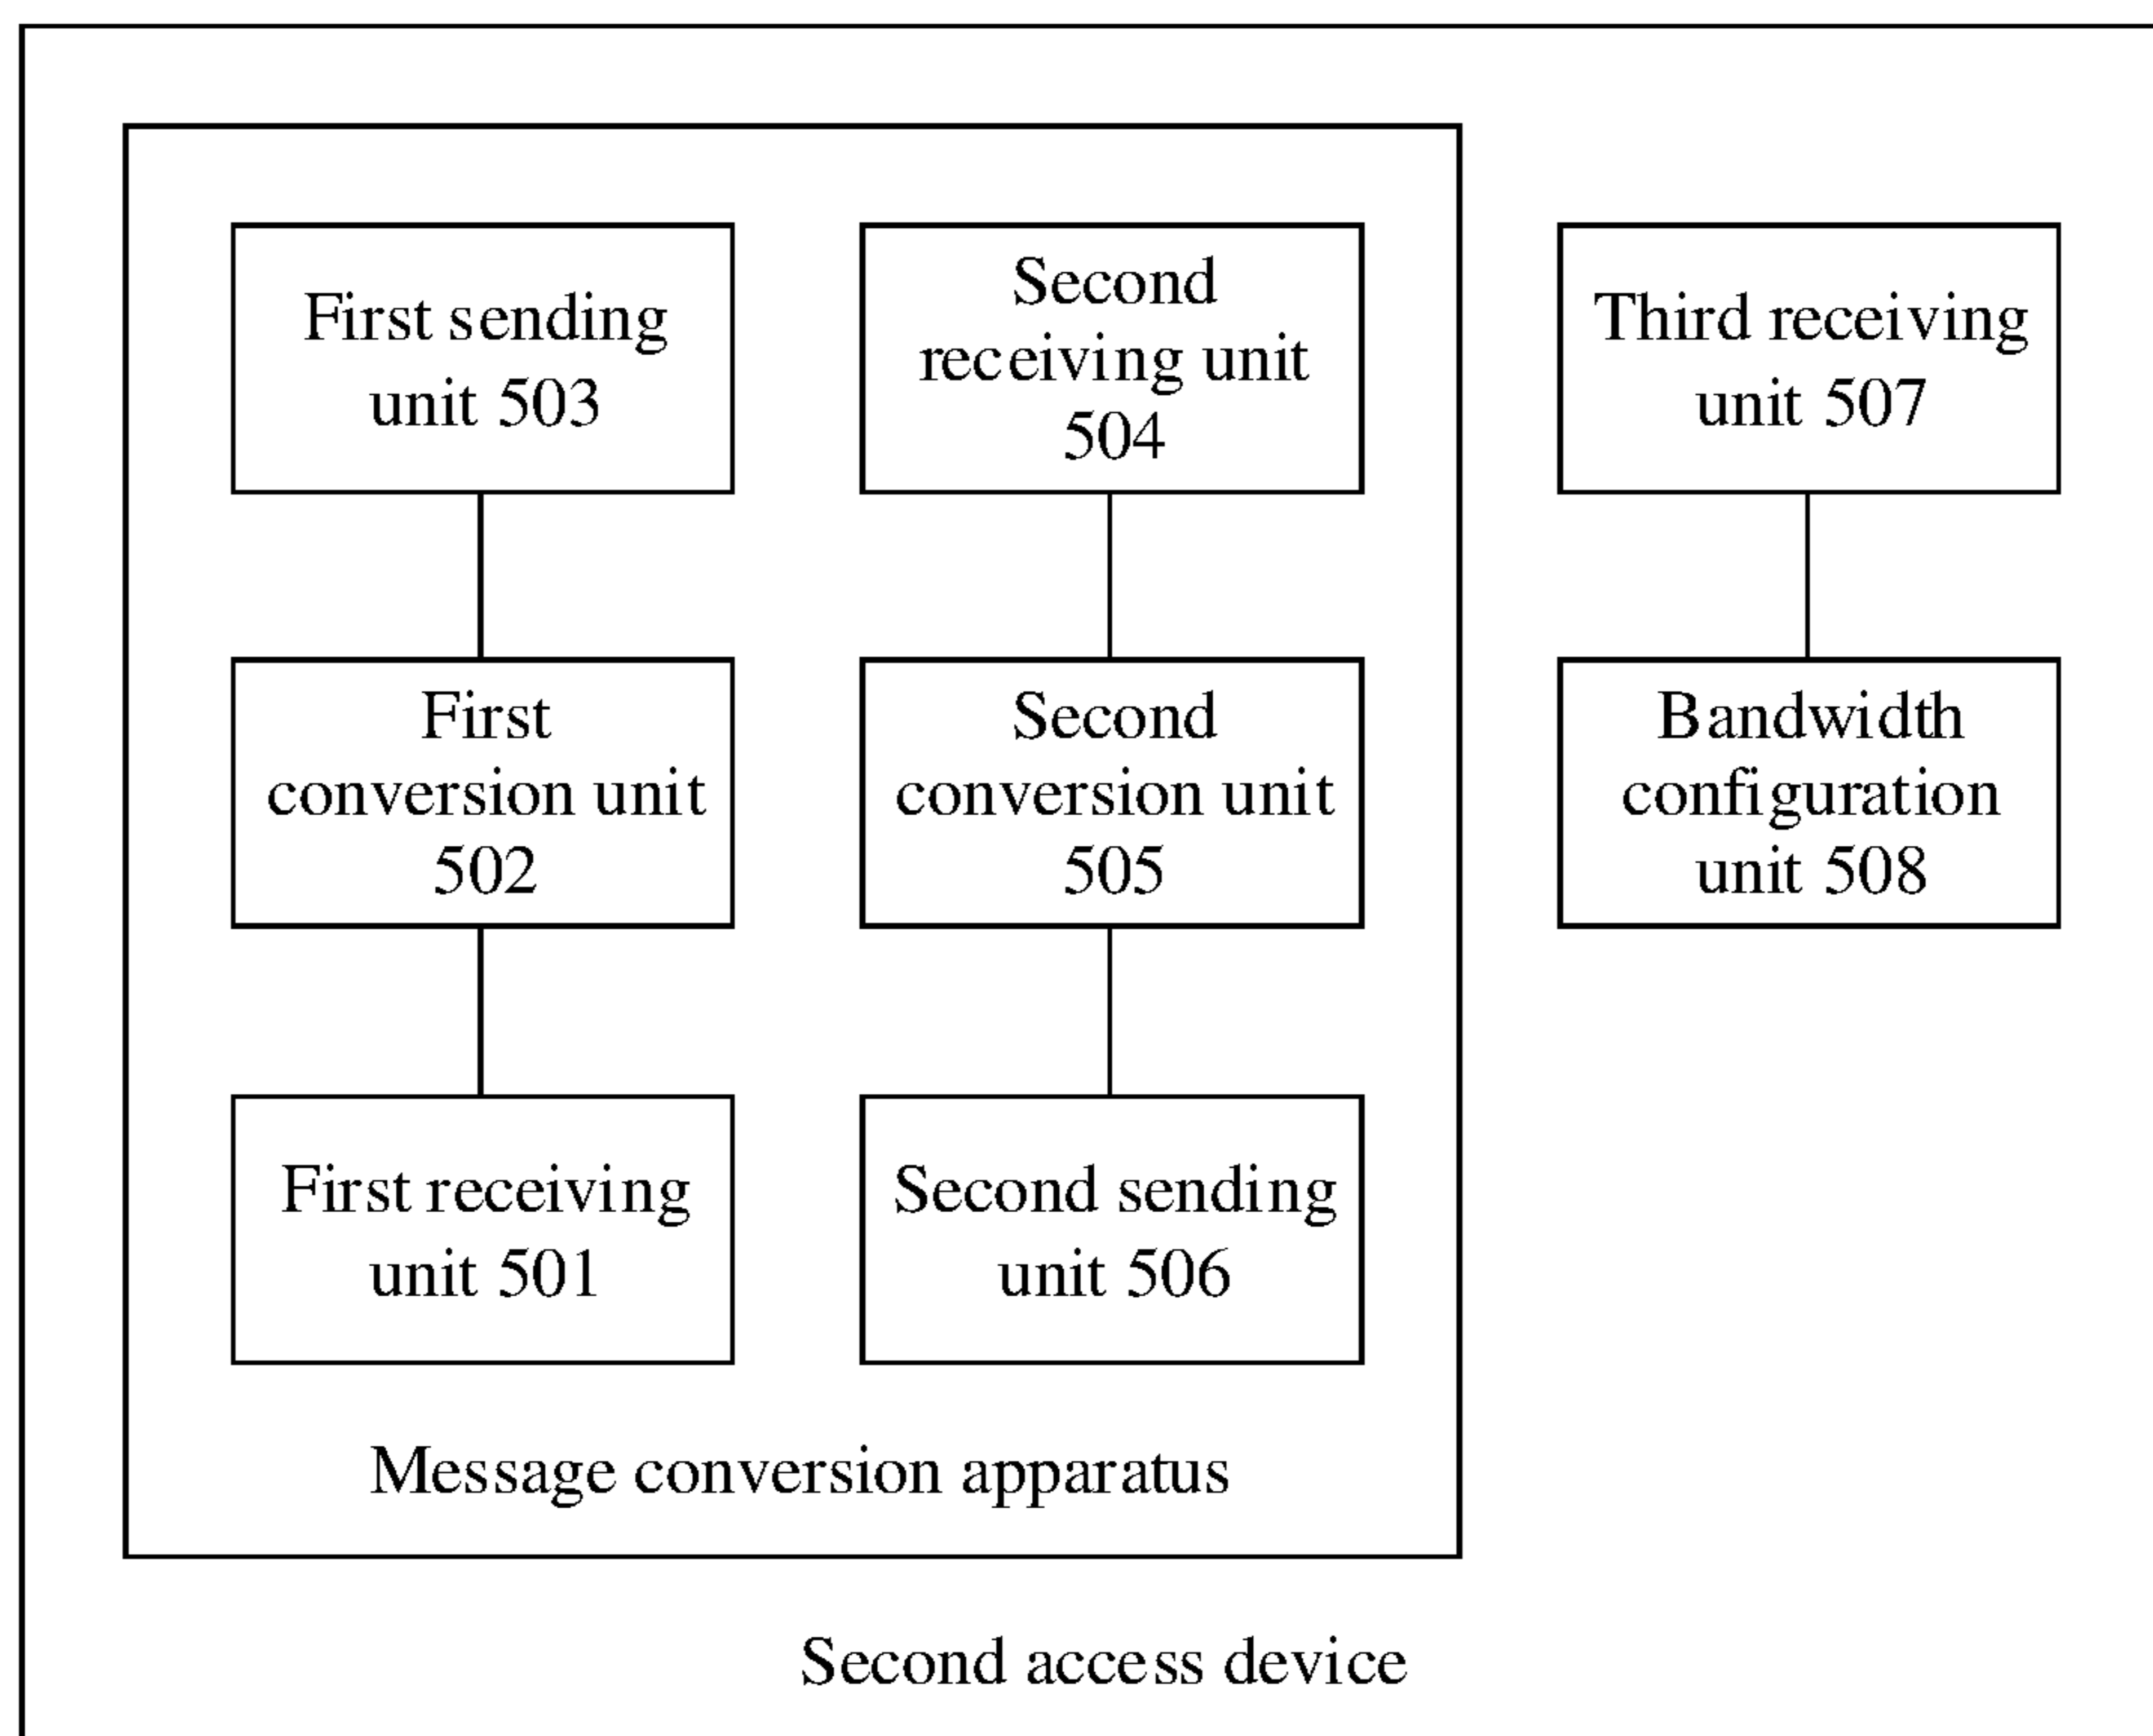 First sending
unit 503
Second
receiving unit
504
Third receiving
unit 507
First
conversion unit
502
Second
conversion unit
505
Bandwidth
configuration
unit 508
First receiving
unit 501
Second sending
unit 506
Message conversion apparatus
Second access device